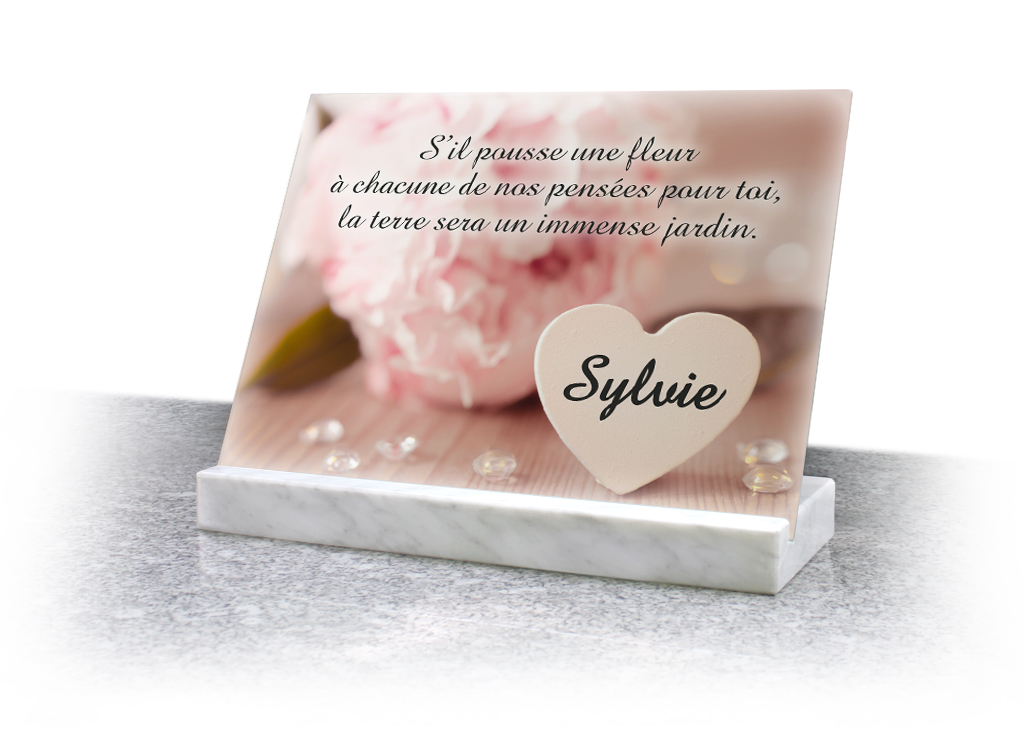 S'il pousse une fleur
à chacune de nos pensées pour toi,
la terre sera un immense jardin.
Sylvie